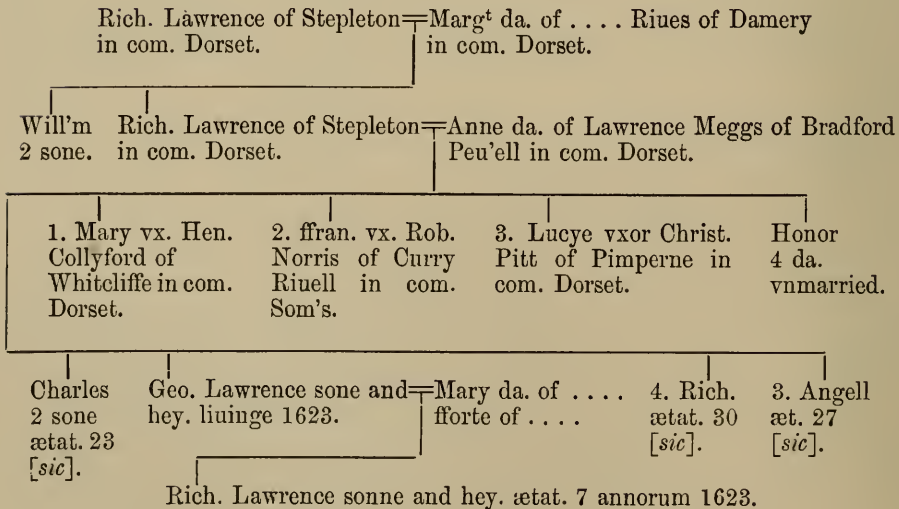 Rich. Lawrence of Stepleton Margᵗ da. of .... Riues of Damery
in com. Dorset. in com. Dorset.
Will'm Rich. Lawrence of Stepleton Anne da. of Lawrence Meggs of Bradford
2 sone. in com. Dorset. Peu'ell in com. Dorset.
1. Mary vx. Hen.
Collyford of
Whitcliffe in com.
Dorset.
2. ffran. vx. Rob.
Norris of Curry
Riuell in com.
Som's.
3. Lucye vxor Christ.
Pitt of Pimperne in
com. Dorset.
Honor
4 da.
vnmarried.
Charles
2 sone
ætat. 23
[sic].
Geo. Lawrence sone and
hey. liuinge 1623.
Mary da. of ....
fforte of ....
4. Rich.
ætat. 30
[sic].
3. Angell
æt. 27
[sic].
Rich. Lawrence sonne and hey. ætat. 7 annorum 1623.